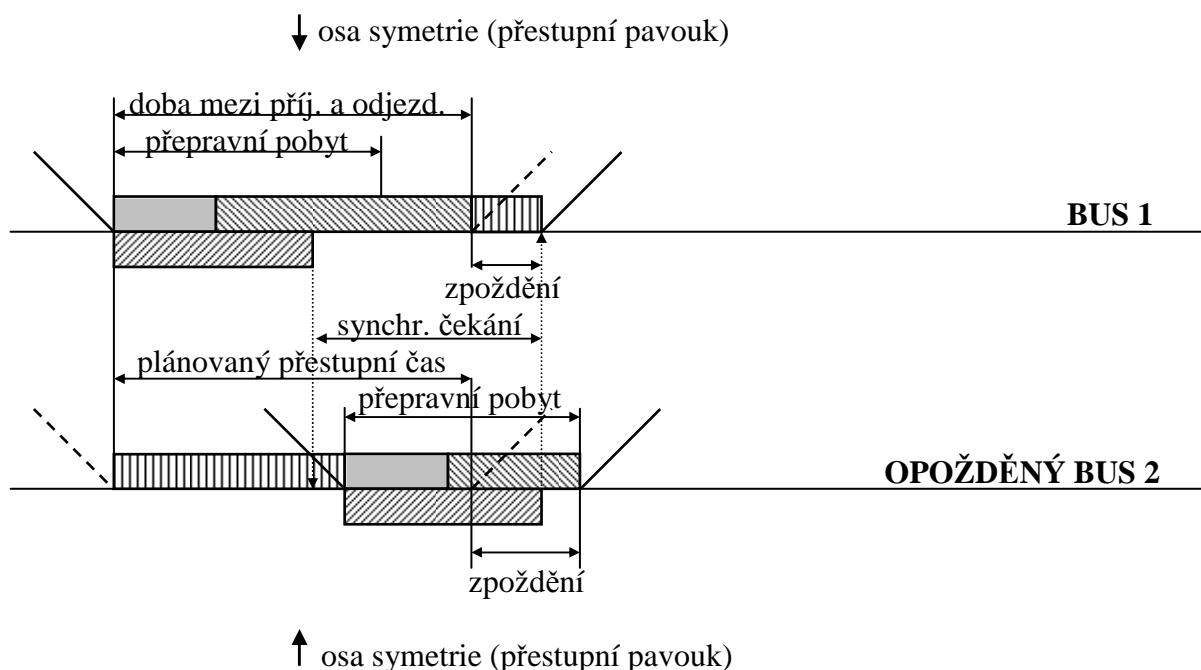 osa symetrie (přestupní pavouk)
doba mezi příj. a odjezd.
přepravní pobyt
BUS 1
zpoždění
synchr. čekání
plánovaný přestupní čas
přepravní pobyt
OPOŽDĚNÝ BUS 2
zpoždění
osa symetrie (přestupní pavouk)